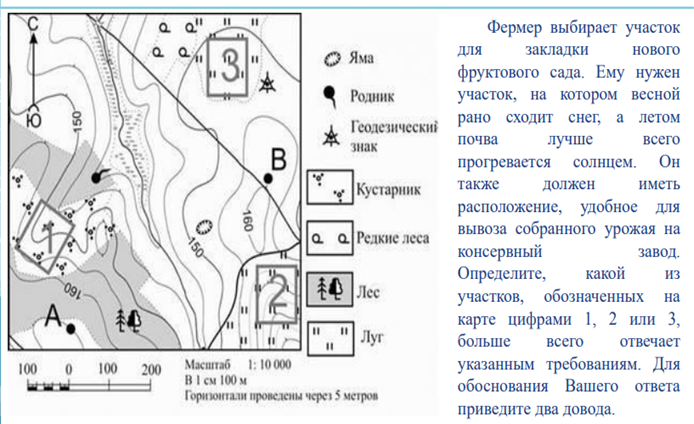 С
Ю
150
3
В
1
150
160
160
2
А
Яма
Родник
Геодезический
знак
Кустарник
Редкие леса
Лес
Луг
100 0 100 200
Масштаб 1: 10 000
В 1 см 100 м
Горизонтали проведены через 5 метров
Фермер выбирает участок
для закладки нового
фруктового сада. Ему нужен
участок, на котором весной
рано сходит снег, а летом
почва лучше всего
прогревается солнцем. Он
также должен иметь
расположение, удобное для
вывоза собранного урожая на
консервный завод.
Определите, какой из
участков, обозначенных на
карте цифрами 1, 2 или 3,
больше всего отвечает
указанным требованиям. Для
обоснования Вашего ответа
приведите два довода.